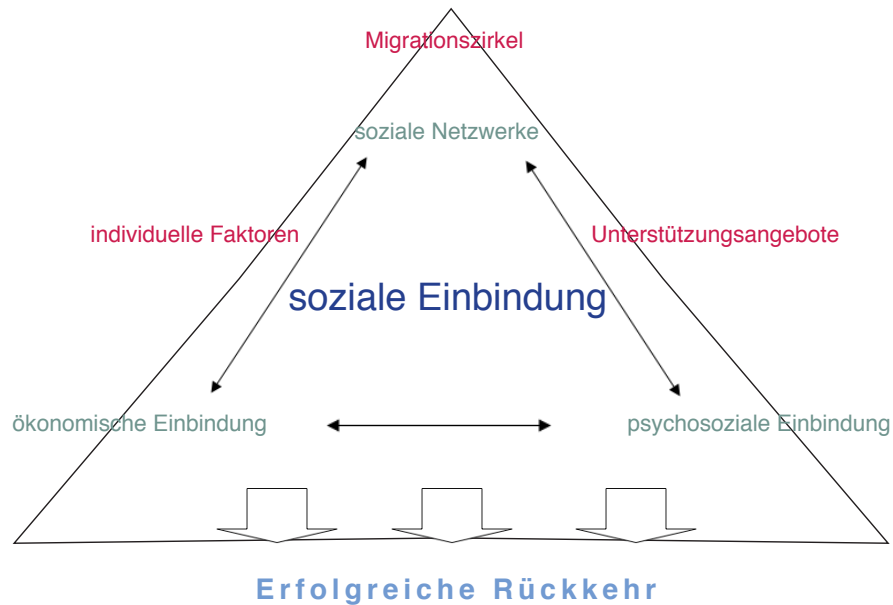 Migrationszirkel
soziale Netzwerke
individuelle Faktoren
Unterstützungsangebote
soziale Einbindung
ökonomische Einbindung
psychosoziale Einbindung
Erfolgreiche Rückkehr